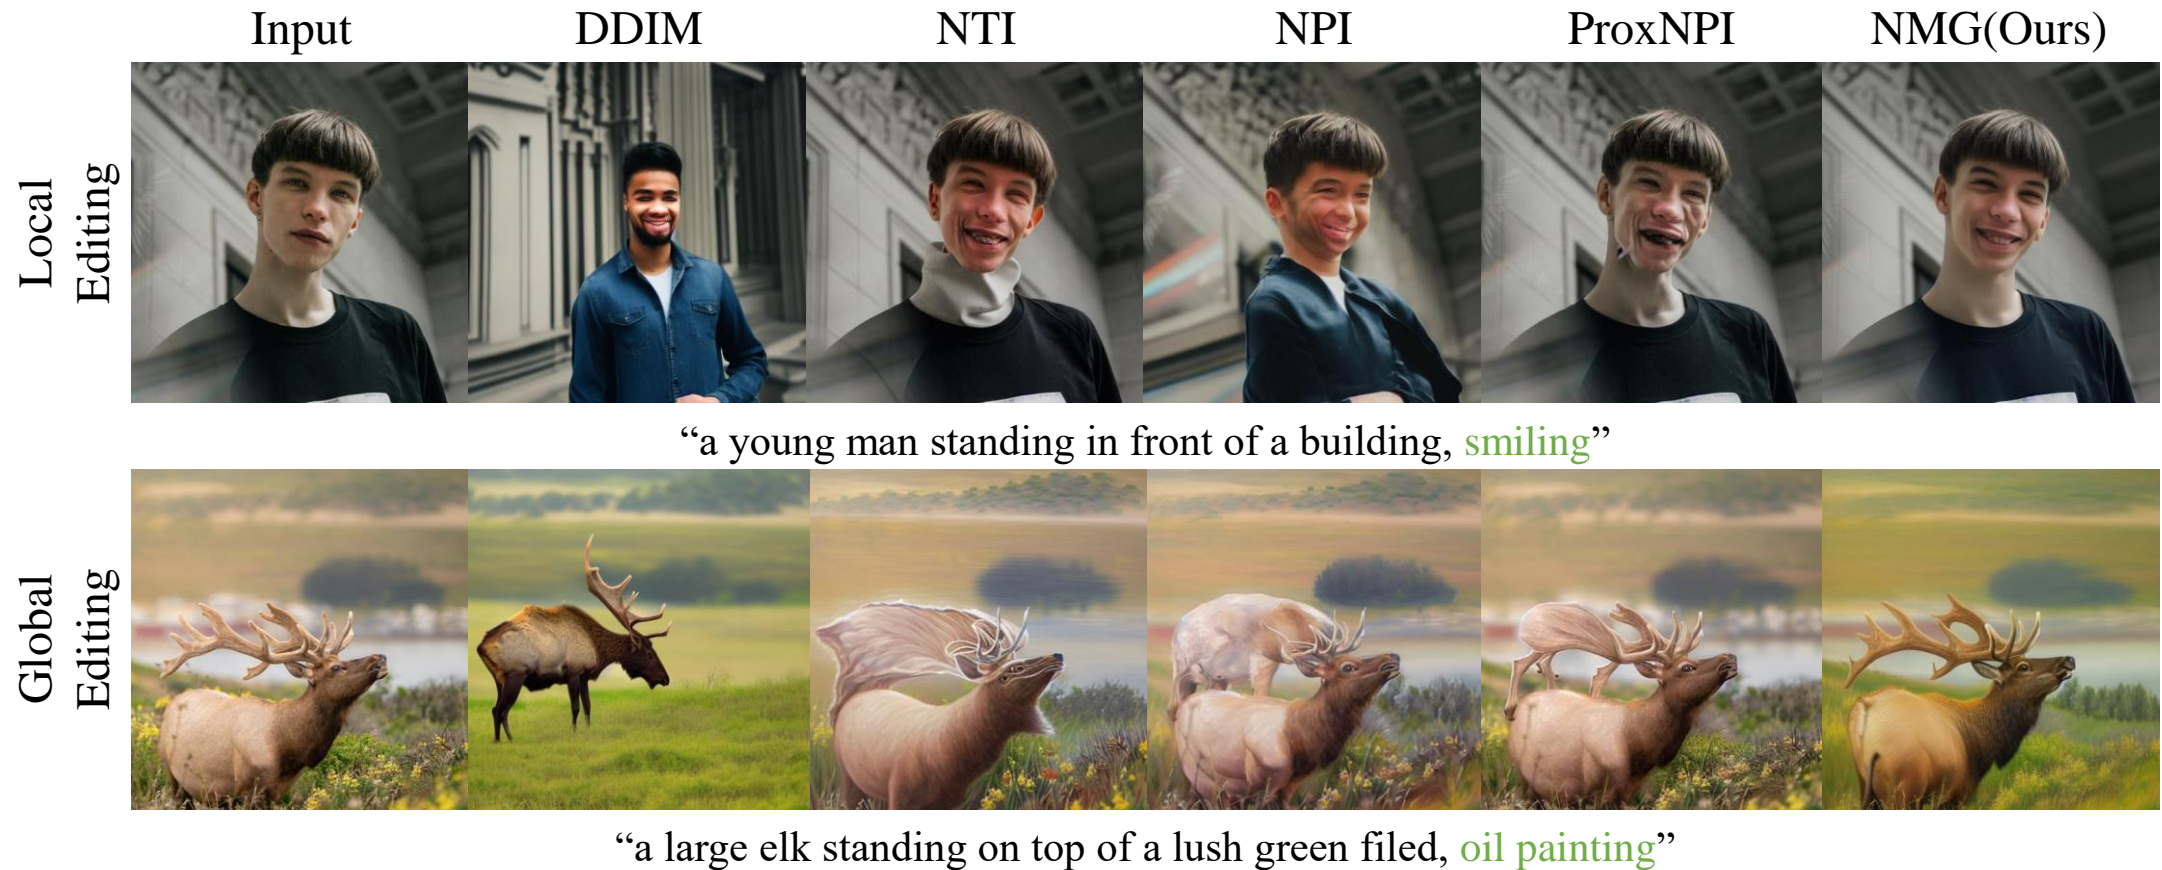 Input DDIM NTI NPI ProxNPI NMG(Ours)
Local
Editing
“a young man standing in front of a building, smiling”
Global
Editing
“a large elk standing on top of a lush green filed, oil painting”